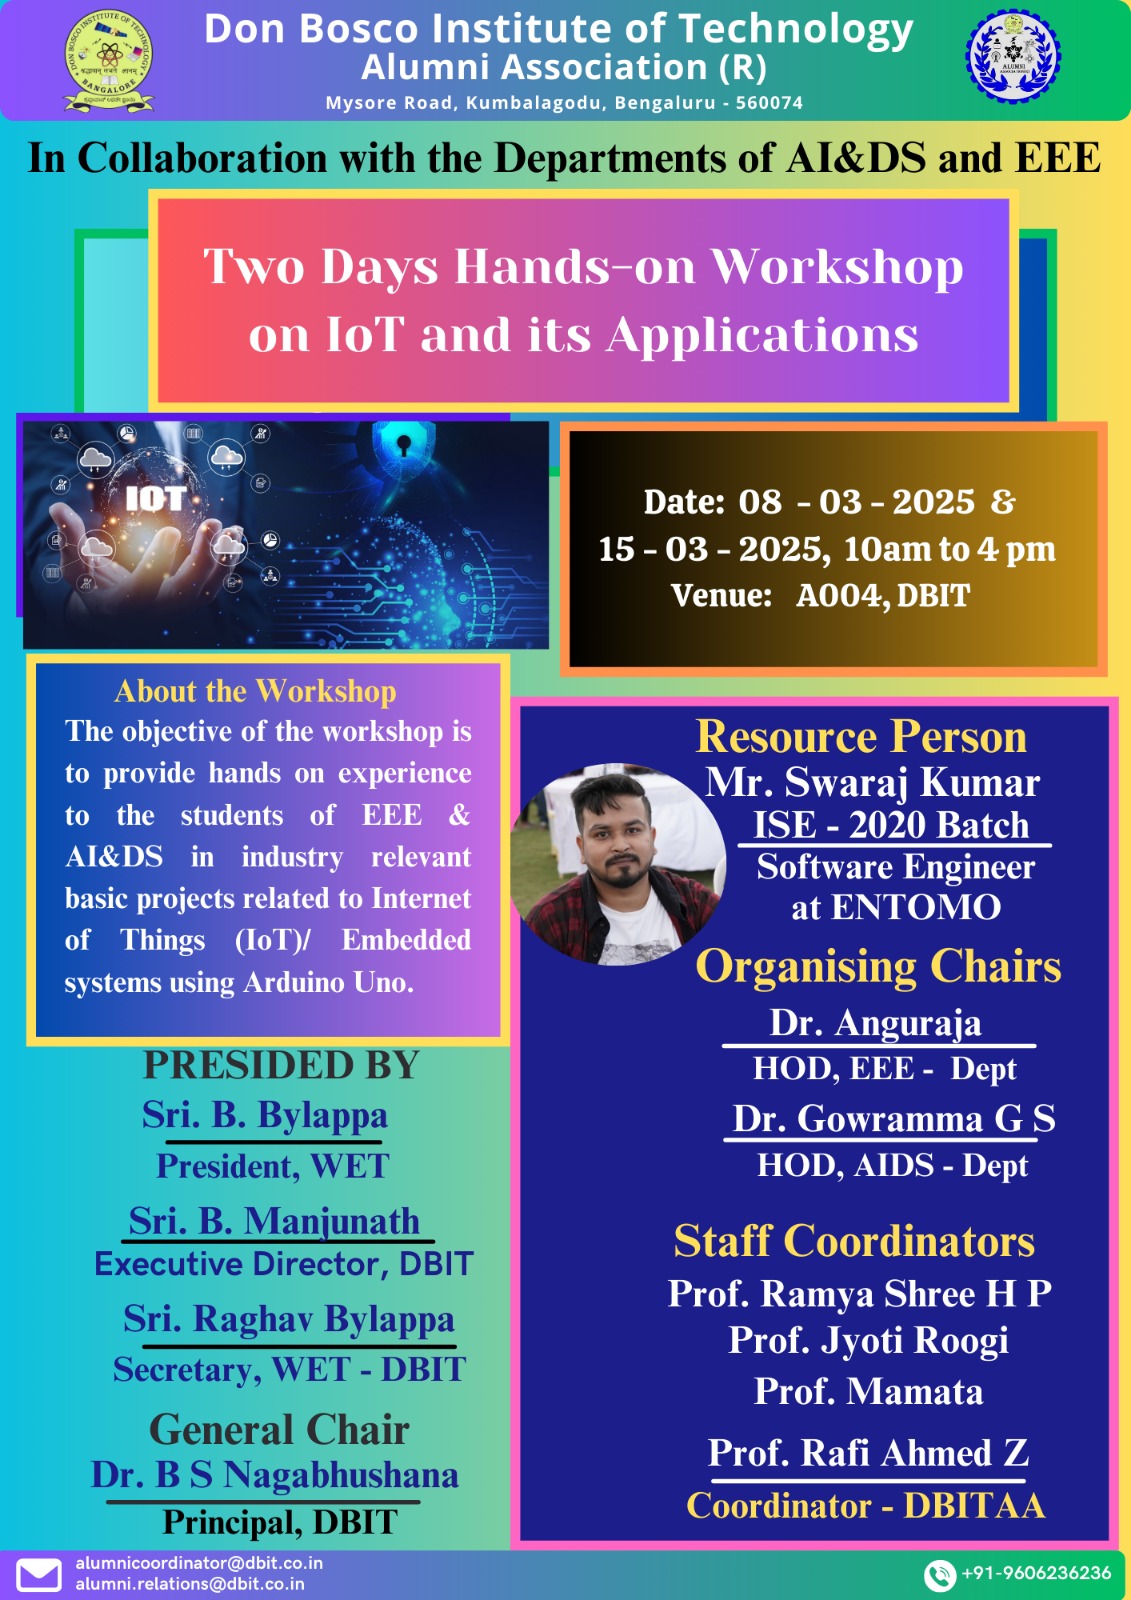 Don Bosco Institute of Technology
Alumni Association (R)
Mysore Road, Kumbalagodu, Bengaluru - 560074
DON BOSCO INSTITUTE OF TECHNOLOGY
BANGALORE
ALUMNI
In Collaboration with the Departments of AI&DS and EEE
Two Days Hands-on Workshop
on IoT and its Applications
IOT
Date: 08 - 03 - 2025 &
15 - 03 - 2025, 10am to 4 pm
Venue: A004, DBIT
About the Workshop
The objective of the workshop is
to provide hands on experience
to the students of EEE &
AI&DS in industry relevant
basic projects related to Internet
of Things (IoT)/ Embedded
systems using Arduino Uno.
Resource Person
Mr. Swaraj Kumar
ISE - 2020 Batch
Software Engineer
at ENTOMO
Organising Chairs
Dr. Anguraja
HOD, EEE - Dept
Dr. Gowramma G S
HOD, AIDS - Dept
Staff Coordinators
Prof. Ramya Shree H P
Prof. Jyoti Roogi
Prof. Mamata
Prof. Rafi Ahmed Z
Coordinator - DBITAA
PRESIDED BY
Sri. B. Bylappa
President, WET
Sri. B. Manjunath
Executive Director, DBIT
Sri. Raghav Bylappa
Secretary, WET - DBIT
General Chair
Dr. B S Nagabhushana
Principal, DBIT
alumnicoordinator@dbit.co.in
alumni.relations@dbit.co.in
+91-9606236236